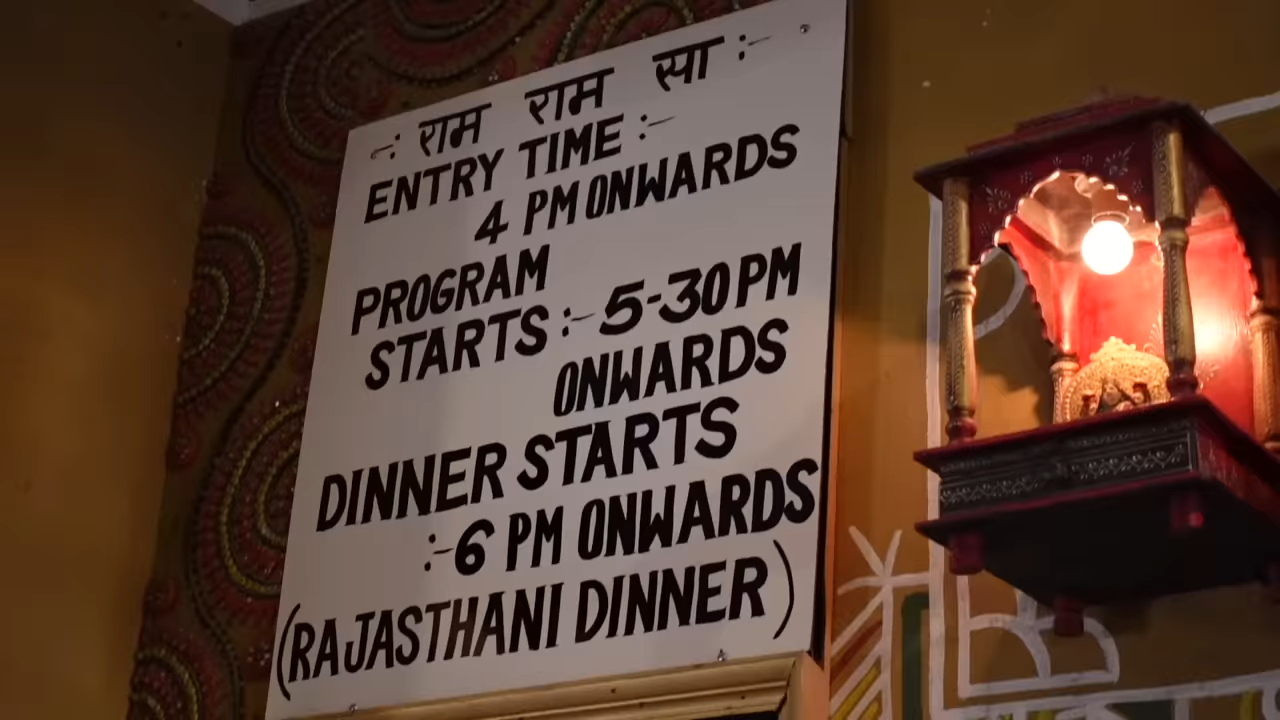 -: राम राम सा :-
ENTRY TIME :-
4 PM ONWARDS
PROGRAM
STARTS :- 5-30 PM
ONWARDS
DINNER STARTS
:- 6 PM ONWARDS
(RAJASTHANI DINNER)